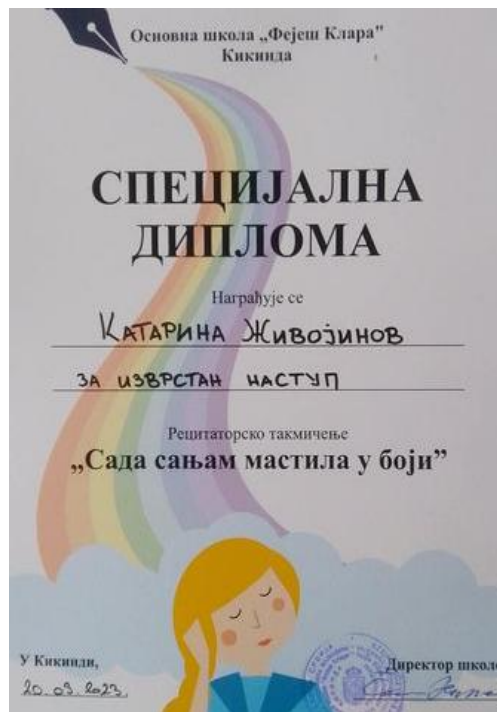 Основна школа „Фејеш Клара"
Кикинда
СПЕЦИЈАЛНА
ДИПЛОМА
Награђује се
КАТАРИНА ЖИВОЈИНОВ
ЗА ИЗВРСТАН НАСТУП
Рецитаторско такмичење
„Сада сањам мастила у боји”
У Кикинди,
20.03.2023.
Директор школе